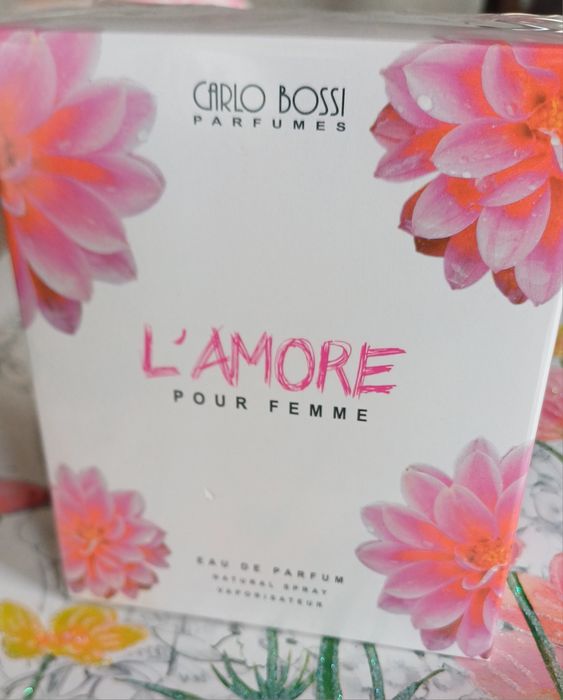 CARLO BOSSI
PARFUMES
L'AMORE
POUR FEMME
EAU DE PARFUM
NATURAL SPRAY
VAPORISATEUR